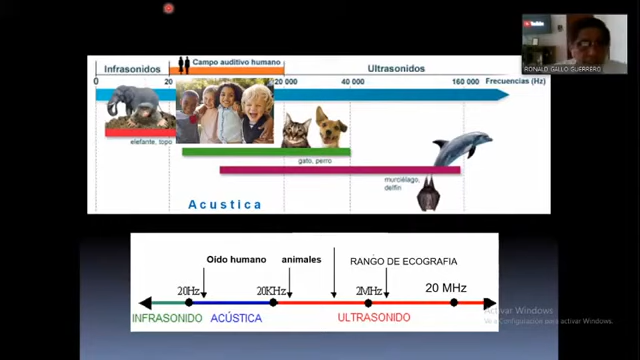 YouTube
RONALD GALLO GUERRERO
Infrasonidos
Campo auditivo humano
Ultrasonidos
0
20
20 000
40 000
160 000
Frecuencias (Hz)
elefante, topo
gato, perro
murciélago,
delfín
Acustica
Oído humano
animales
RANGO DE ECOGRAFIA
20Hz
20KHz
2MHz
20 MHz
INFRASONIDO
ACÚSTICA
ULTRASONIDO
Activar Windows
Ve a Configuración para activar Windows.